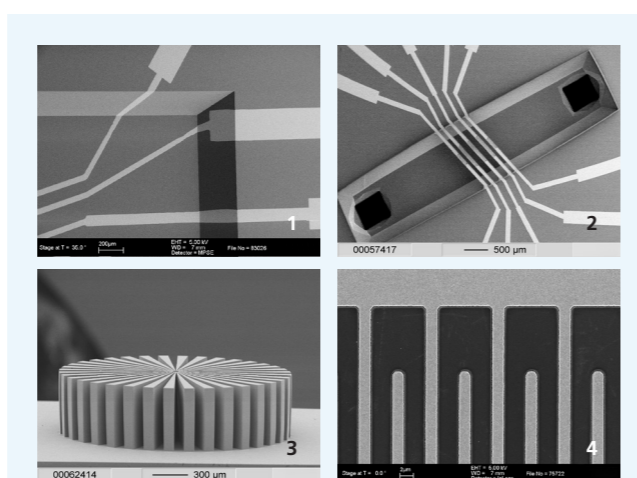 1
Stage at T = 36.0 °
200µm
EHT = 5.00 kV
WD = 7 mm
Detector = MPSE
File No = 65026
2
00057417
500 µm
3
00062414
300 µm
4
Stage at T = 0.0 °
2µm
EHT = 5.00 kV
WD = 7 mm
File No = 75722